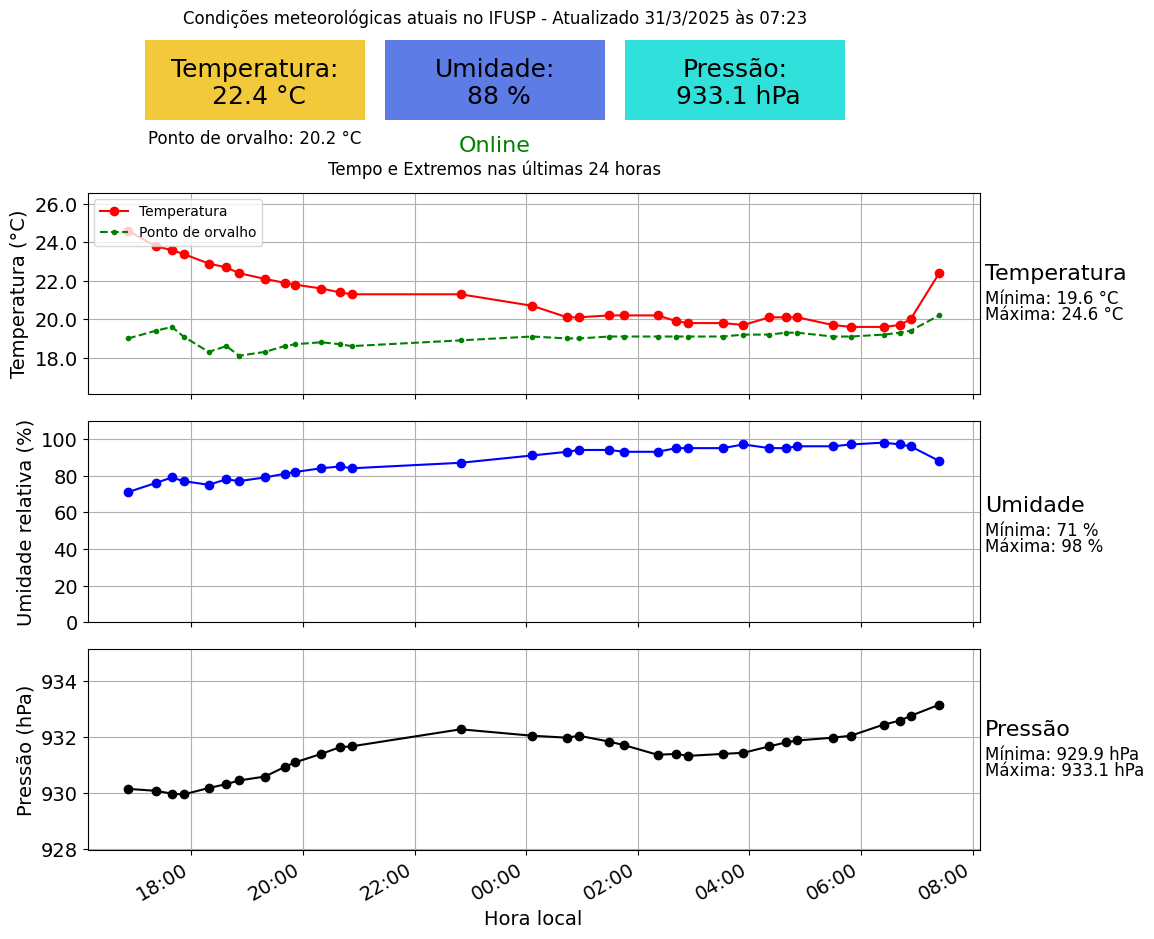 Condições meteorológicas atuais no IFUSP - Atualizado 31/3/2025 às 07:23
Temperatura:
22.4 °C
Umidade:
88 %
Pressão:
933.1 hPa
Ponto de orvalho: 20.2 °C
Online
Tempo e Extremos nas últimas 24 horas
Temperatura (°C)
26.0
24.0
22.0
20.0
18.0
Temperatura
Ponto de orvalho
Temperatura
Mínima: 19.6 °C
Máxima: 24.6 °C
Umidade relativa (%)
100
80
60
40
20
0
Umidade
Mínima: 71 %
Máxima: 98 %
Pressão (hPa)
934
932
930
928
Pressão
Mínima: 929.9 hPa
Máxima: 933.1 hPa
18:00
20:00
22:00
00:00
02:00
04:00
06:00
08:00
Hora local